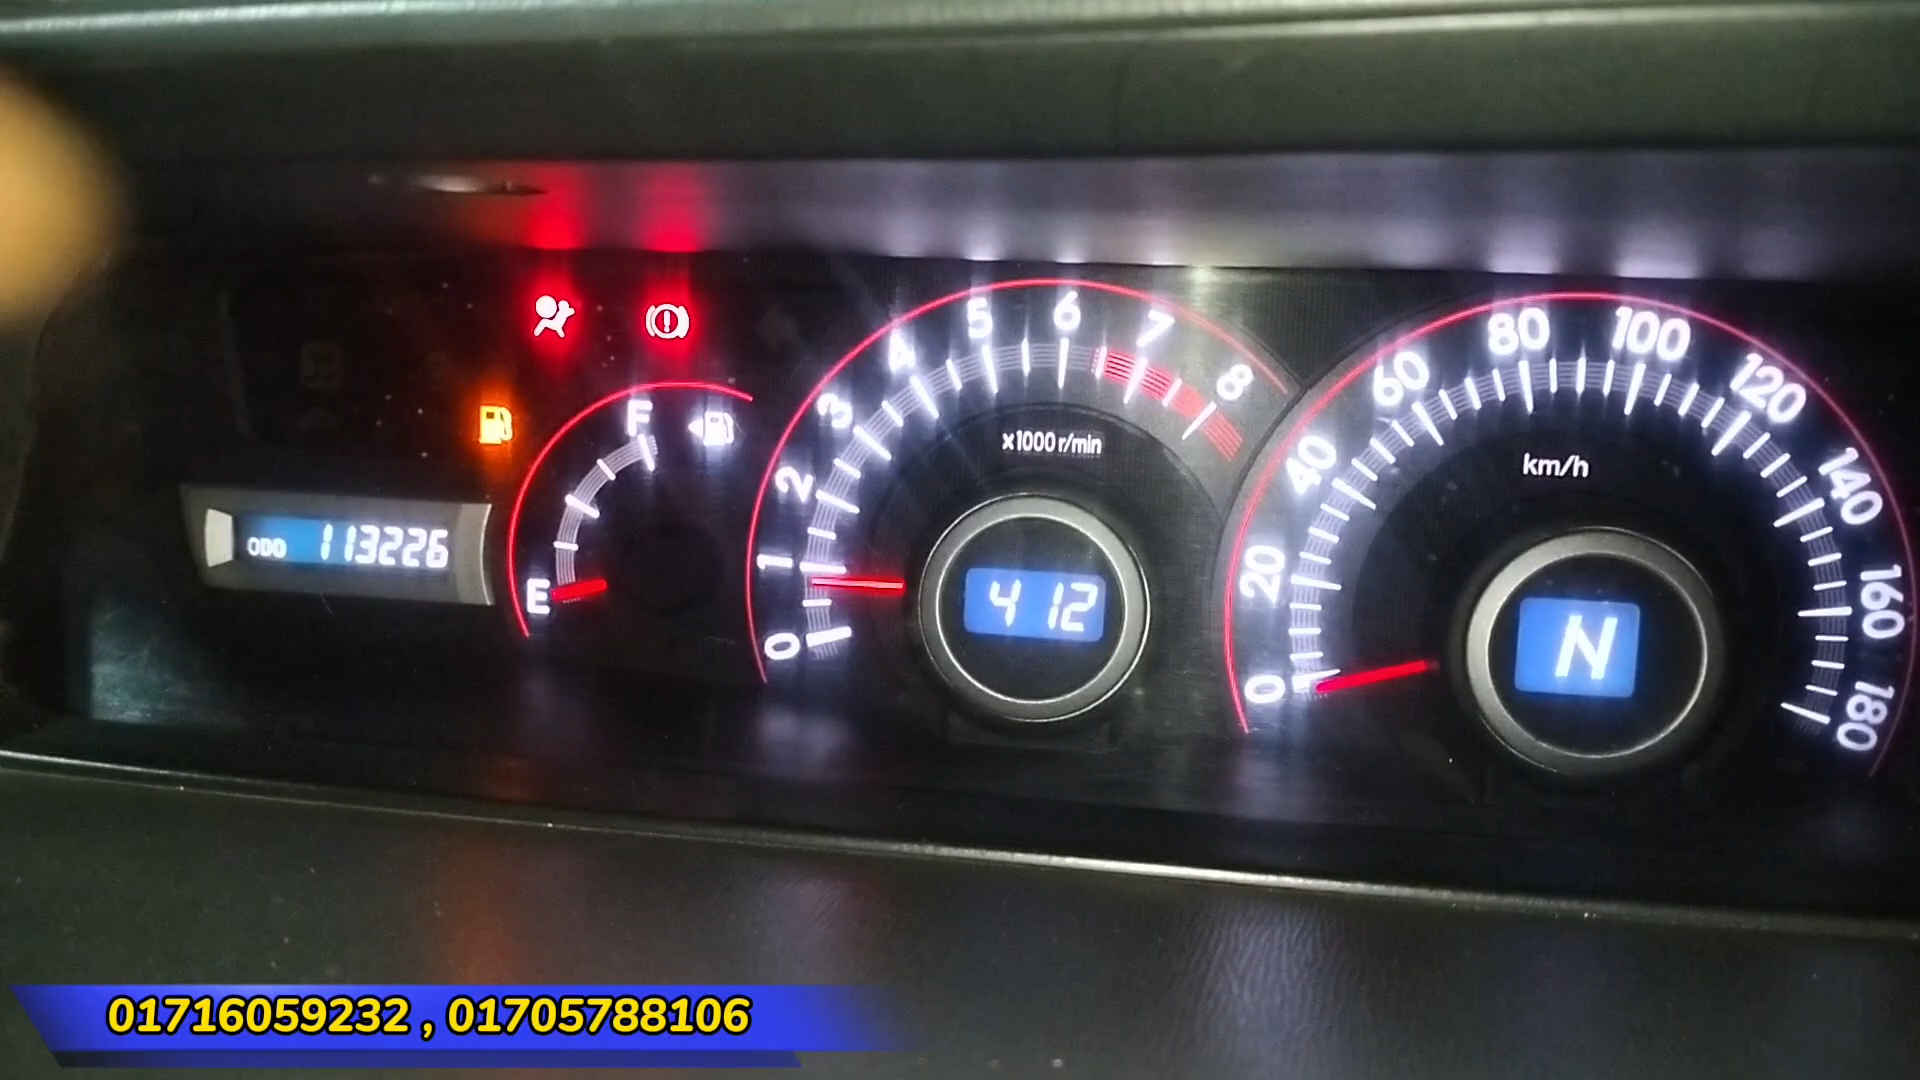 ODO 113226
F
E
0 1 2 3 4 5 6 7 8
x1000 r/min
4 12
0 20 40 60 80 100 120 140 160 180
km/h
N
01716059232 , 01705788106